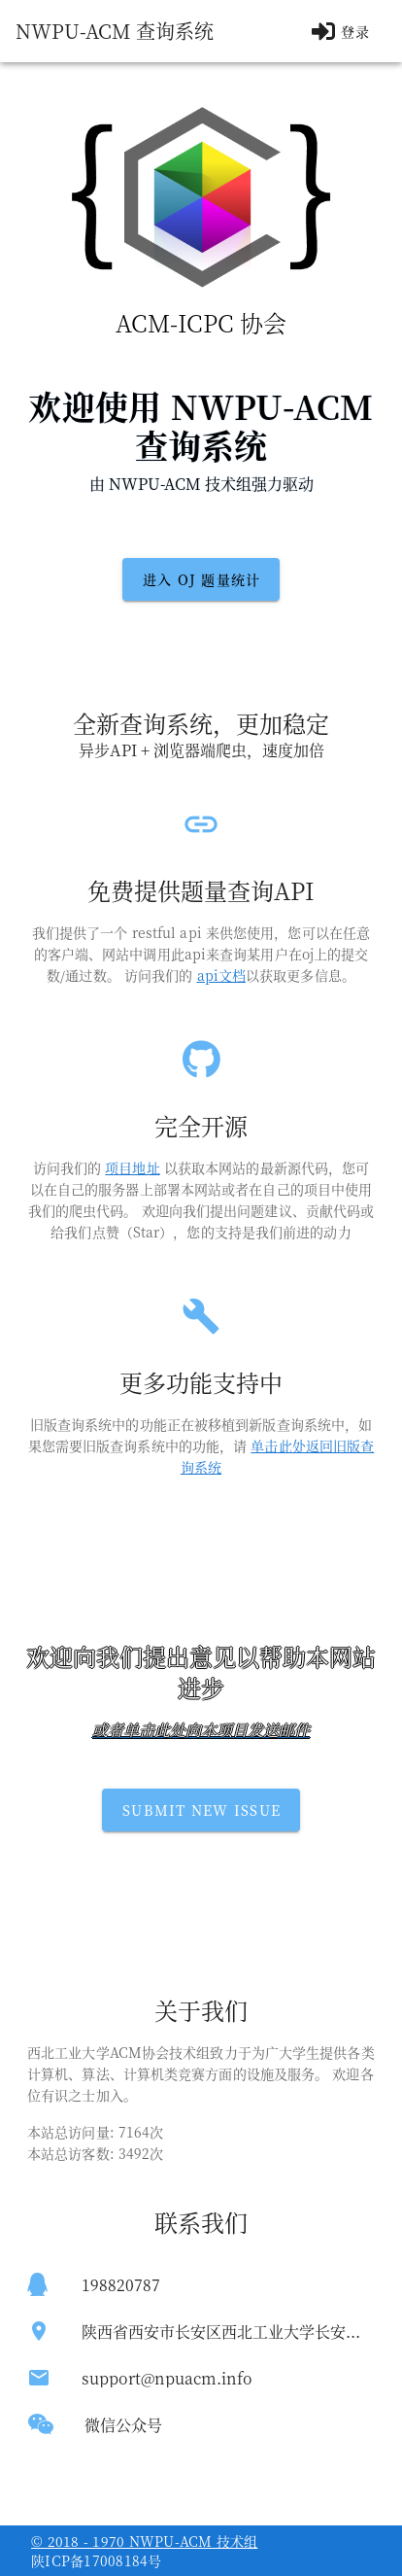 NWPU-ACM 查询系统
登录
ACM-ICPC 协会
欢迎使用 NWPU-ACM
查询系统
由 NWPU-ACM 技术组强力驱动
进入 OJ 题量统计
全新查询系统，更加稳定
异步API + 浏览器端爬虫，速度加倍
免费提供题量查询API
我们提供了一个 restful api 来供您使用，您可以在任意
的客户端、网站中调用此api来查询某用户在oj上的提交
数/通过数。 访问我们的 api文档以获取更多信息。
完全开源
访问我们的 项目地址 以获取本网站的最新源代码，您可
以在自己的服务器上部署本网站或者在自己的项目中使用
我们的爬虫代码。 欢迎向我们提出问题建议、贡献代码或
给我们点赞（Star），您的支持是我们前进的动力
更多功能支持中
旧版查询系统中的功能正在被移植到新版查询系统中，如
果您需要旧版查询系统中的功能，请 单击此处返回旧版查
询系统
欢迎向我们提出意见以帮助本网站
进步
或者单击此处向本项目发送邮件
SUBMIT NEW ISSUE
关于我们
西北工业大学ACM协会技术组致力于为广大学生提供各类
计算机、算法、计算机类竞赛方面的设施及服务。 欢迎各
位有识之士加入。
本站总访问量: 7164次
本站总访客数: 3492次
联系我们
198820787
陕西省西安市长安区西北工业大学长安...
support@npuacm.info
微信公众号
© 2018 - 1970 NWPU-ACM 技术组
陕ICP备17008184号